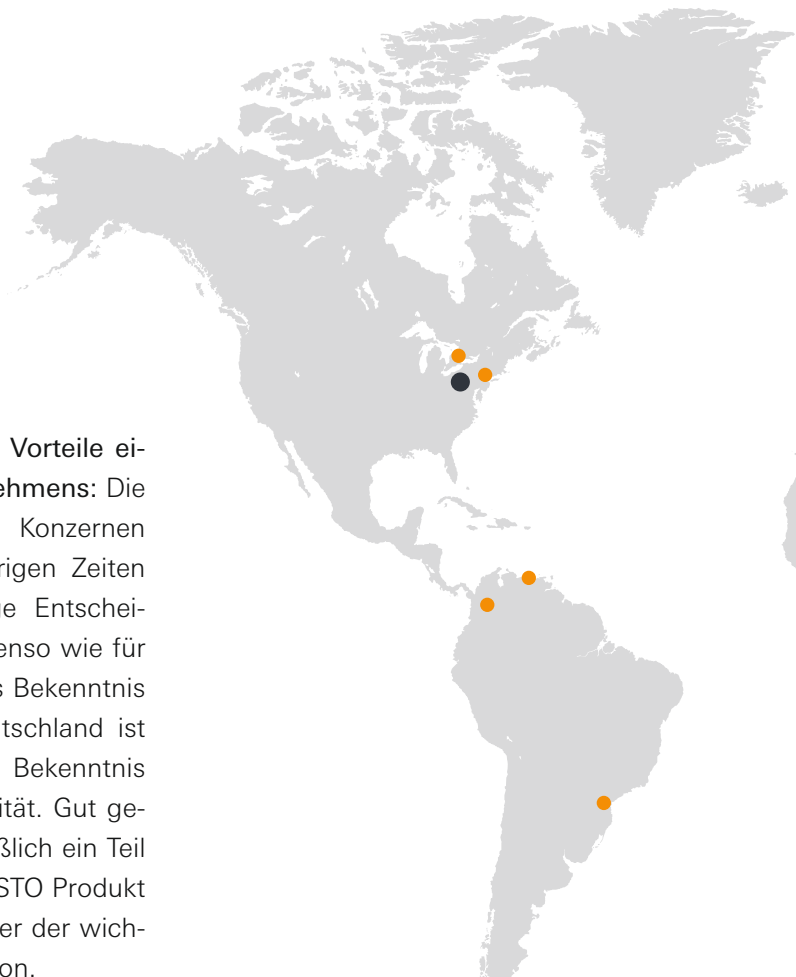 Vorteile ei-
ehmens: Die
Konzernen
rigen Zeiten
e Entschei-
enso wie für
s Bekenntnis
tschland ist
Bekenntnis
ität. Gut ge-
ßlich ein Teil
STO Produkt
er der wich-
on.